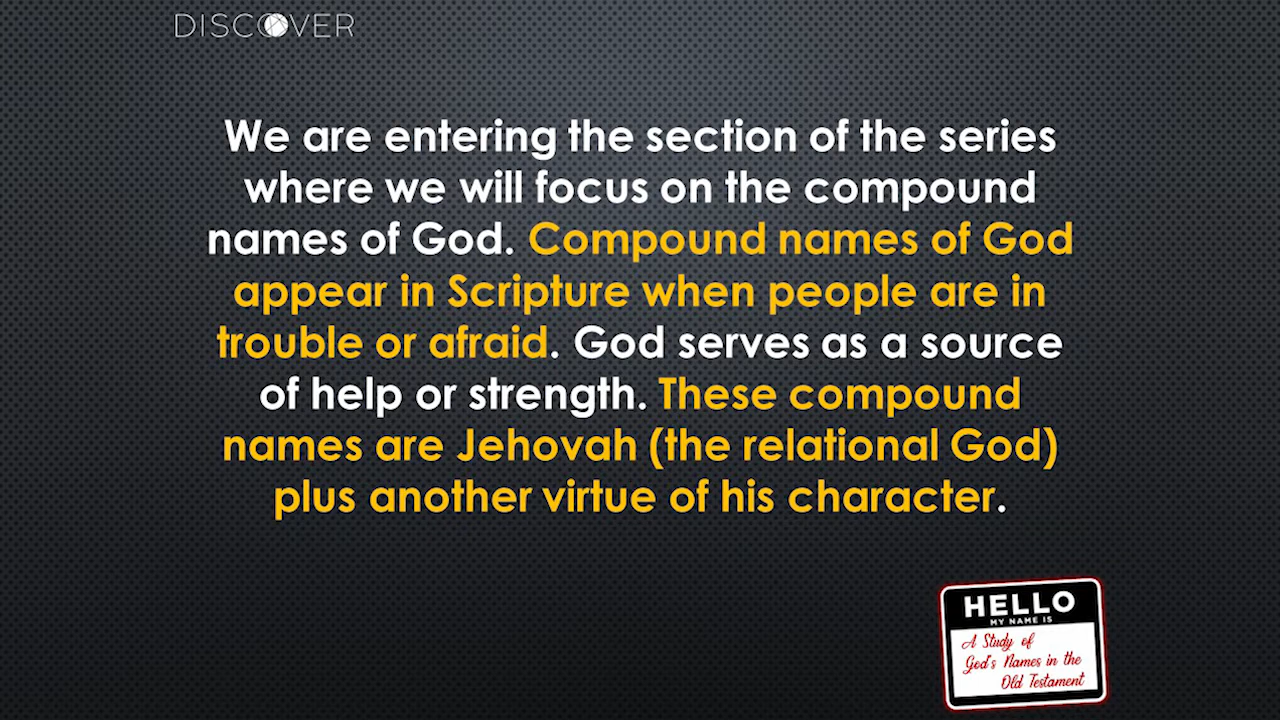 DISCOVER
We are entering the section of the series
where we will focus on the compound
names of God. Compound names of God
appear in Scripture when people are in
trouble or afraid. God serves as a source
of help or strength. These compound
names are Jehovah (the relational God)
plus another virtue of his character.
HELLO
MY NAME IS
A Study of
God's Names in the
Old Testament